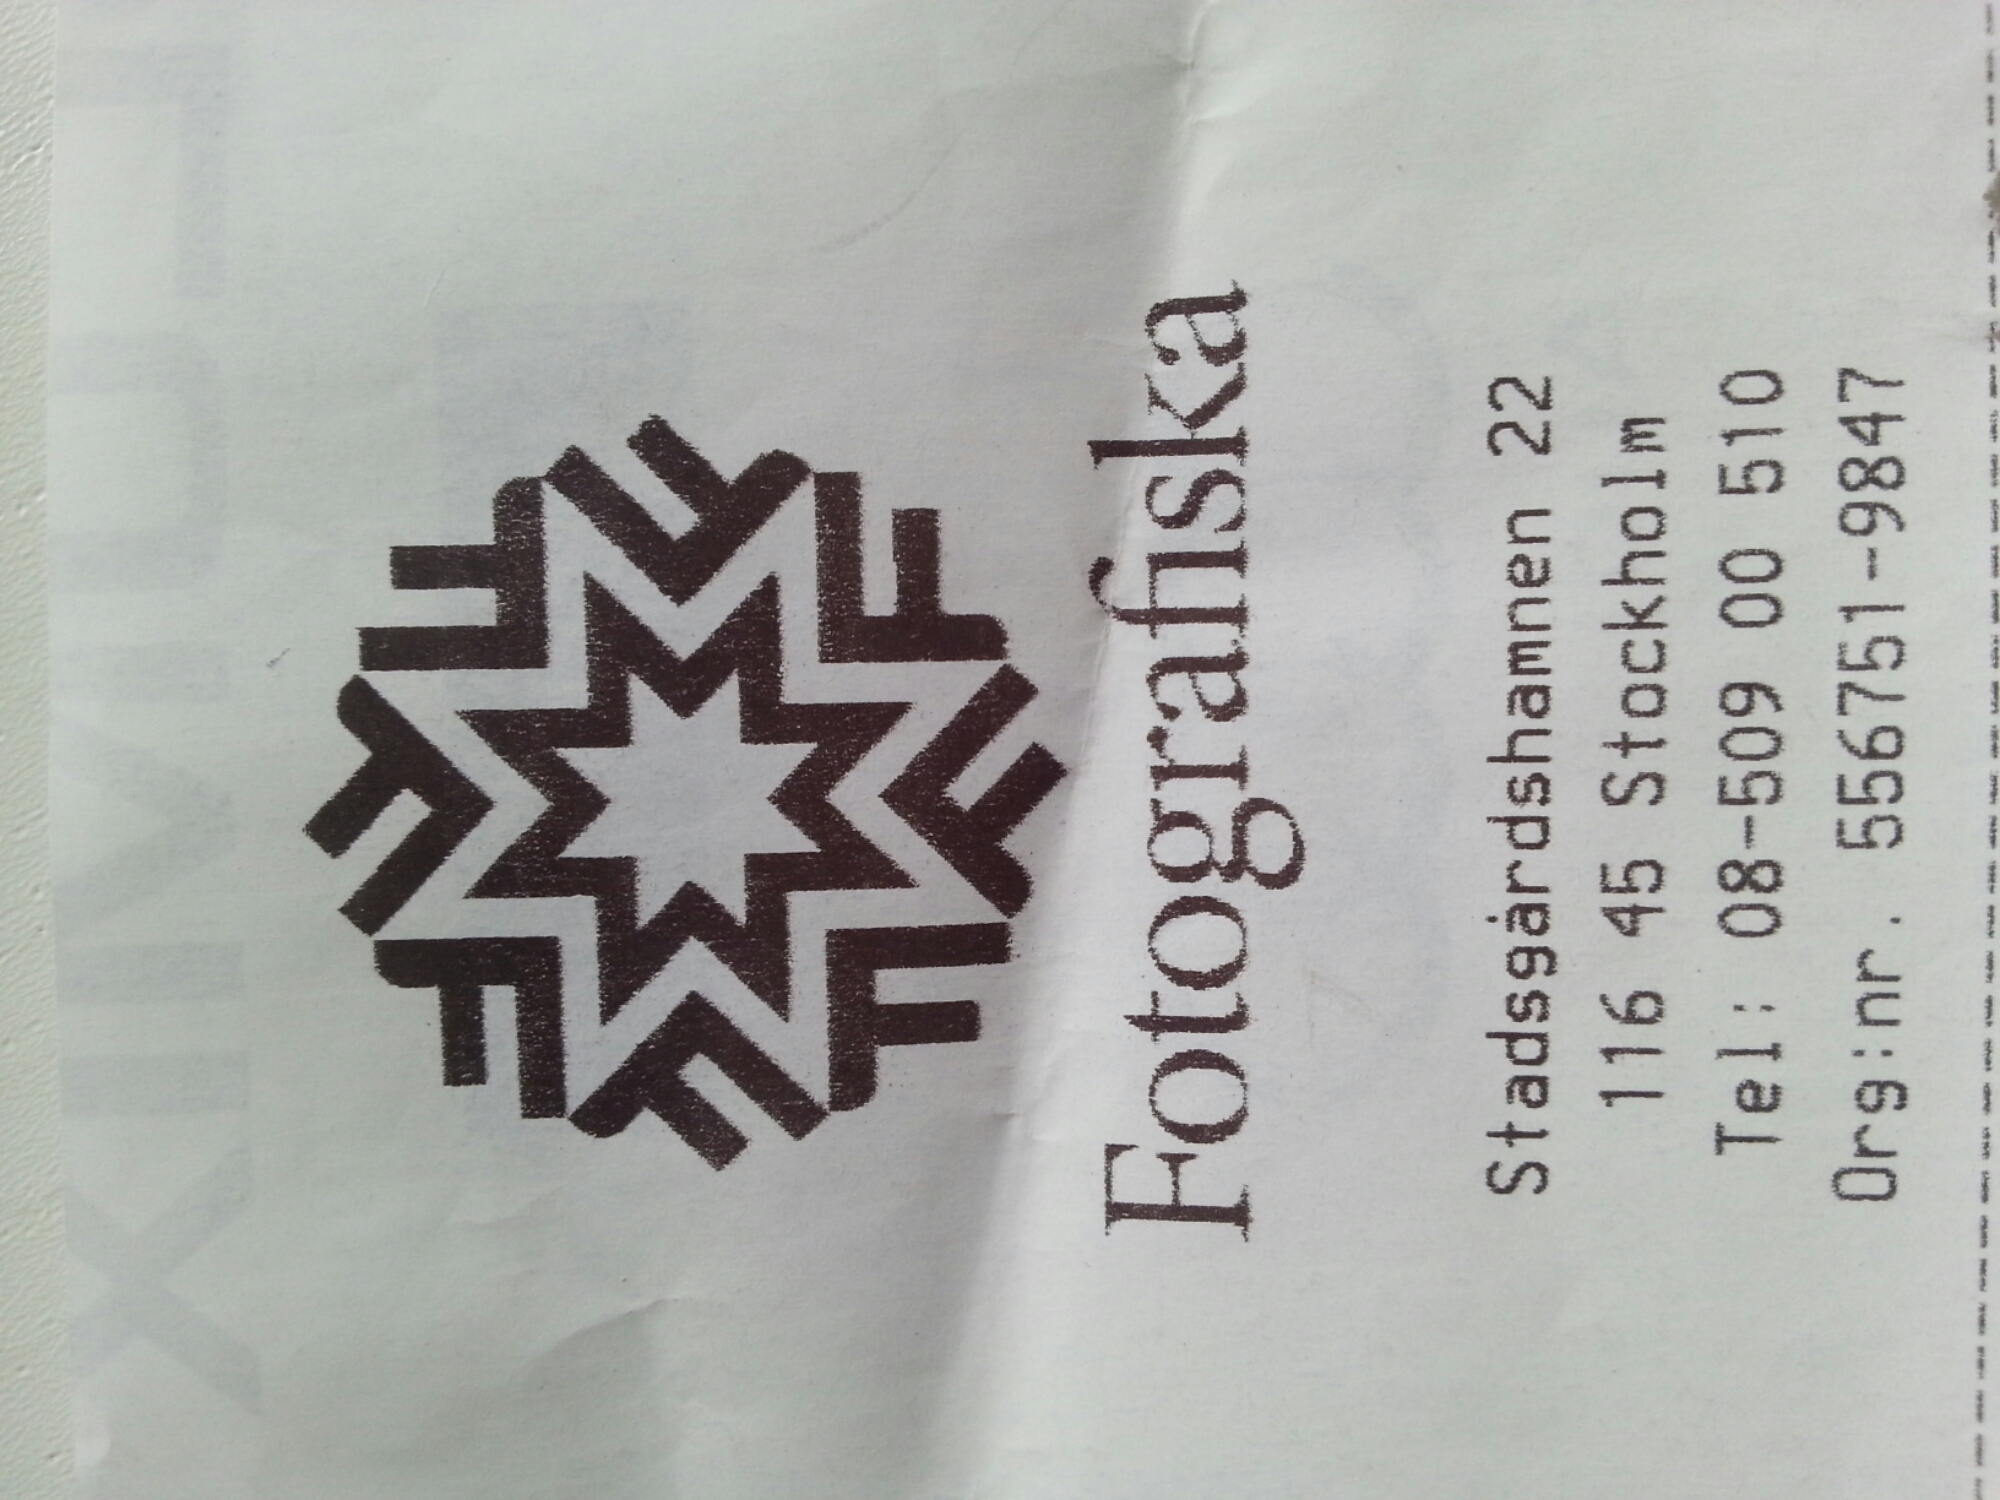 Fotografiska
Stadsgårdshamnen 22
116 45 Stockholm
Tel: 08-509 00 510
Org:nr. 556751-9847